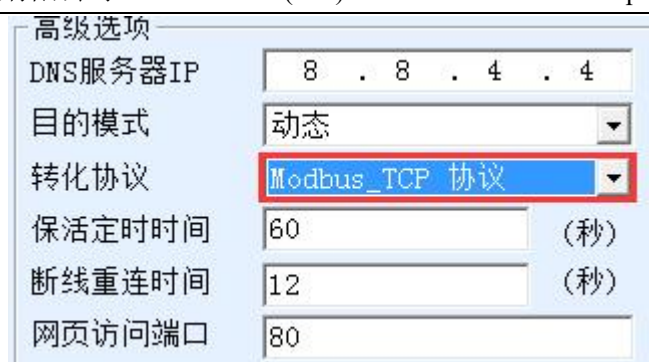 高级选项
DNS服务器IP 8 . 8 . 4 . 4
目的模式 动态
转化协议 Modbus_TCP 协议
保活定时时间 60 (秒)
断线重连时间 12 (秒)
网页访问端口 80